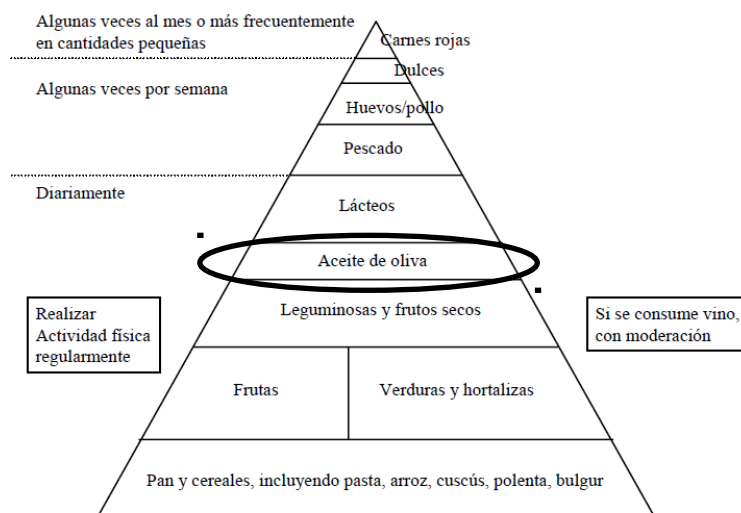 Algunas veces al mes o más frecuentemente
en cantidades pequeñas
Carnes rojas
Dulces
Algunas veces por semana
Huevos/pollo
Pescado
Diariamente
Lácteos
Aceite de oliva
Leguminosas y frutos secos
Realizar
Actividad física
regularmente
Si se consume vino,
con moderación
Frutas
Verduras y hortalizas
Pan y cereales, incluyendo pasta, arroz, cuscús, polenta, bulgur